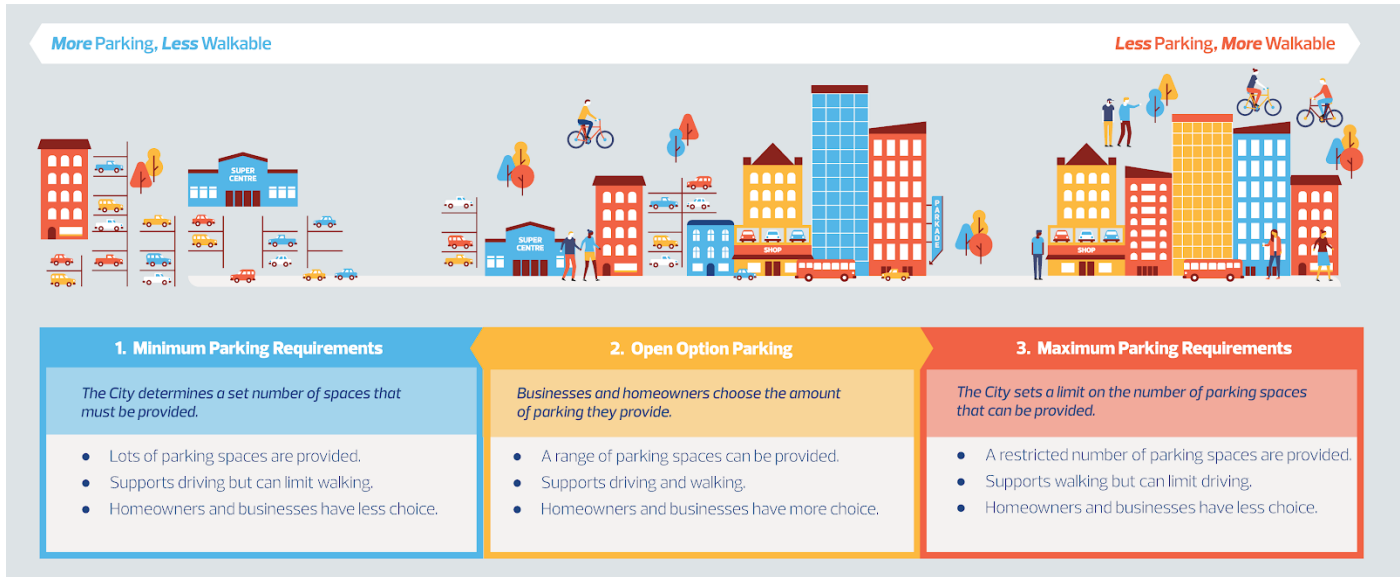 More Parking, Less Walkable
Less Parking, More Walkable
SUPER
CENTRE
SUPER
CENTRE
SHOP
PARKADE
SHOP
1. Minimum Parking Requirements
The City determines a set number of spaces that
must be provided.
● Lots of parking spaces are provided.
● Supports driving but can limit walking.
● Homeowners and businesses have less choice.
2. Open Option Parking
Businesses and homeowners choose the amount
of parking they provide.
● A range of parking spaces can be provided.
● Supports driving and walking.
● Homeowners and businesses have more choice.
3. Maximum Parking Requirements
The City sets a limit on the number of parking spaces
that can be provided.
● A restricted number of parking spaces are provided.
● Supports walking but can limit driving.
● Homeowners and businesses have less choice.